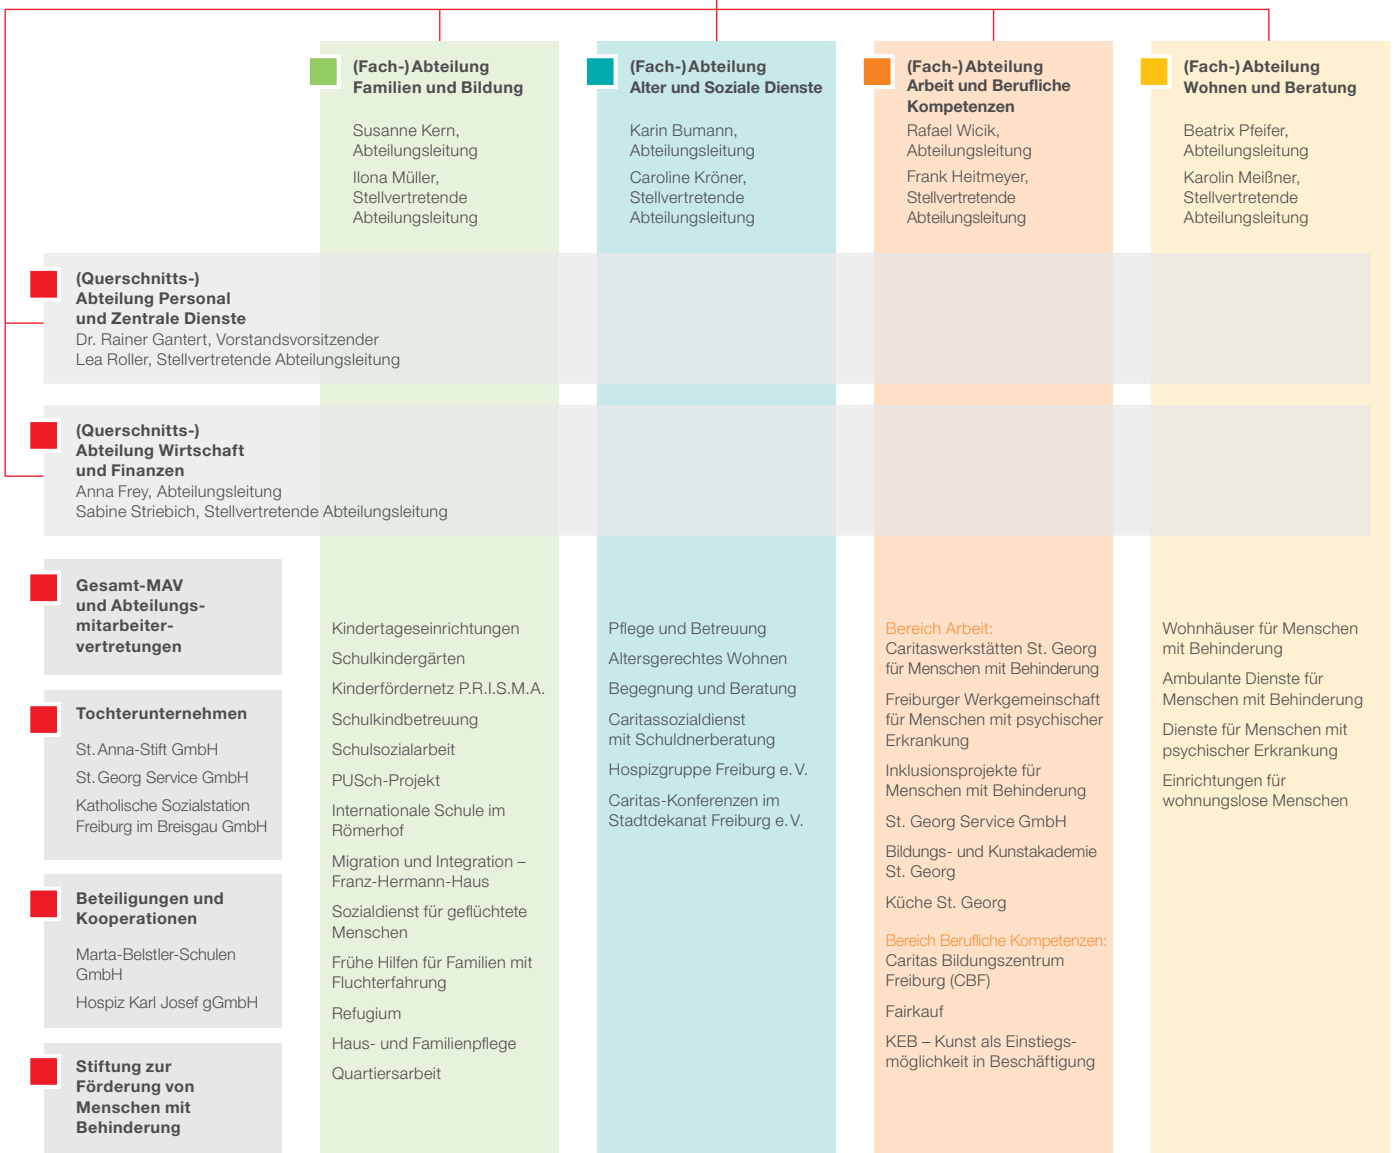 (Fach-) Abteilung
Familien und Bildung
Susanne Kern,
Abteilungsleitung
Ilona Müller,
Stellvertretende
Abteilungsleitung
(Fach-) Abteilung
Alter und Soziale Dienste
Karin Bumann,
Abteilungsleitung
Caroline Kröner,
Stellvertretende
Abteilungsleitung
(Fach-) Abteilung
Arbeit und Berufliche
Kompetenzen
Rafael Wicik,
Abteilungsleitung
Frank Heitmeyer,
Stellvertretende
Abteilungsleitung
(Fach-) Abteilung
Wohnen und Beratung
Beatrix Pfeifer,
Abteilungsleitung
Karolin Meißner,
Stellvertretende
Abteilungsleitung
(Querschnitts-)
Abteilung Personal
und Zentrale Dienste
Dr. Rainer Gantert, Vorstandsvorsitzender
Lea Roller, Stellvertretende Abteilungsleitung
(Querschnitts-)
Abteilung Wirtschaft
und Finanzen
Anna Frey, Abteilungsleitung
Sabine Striebich, Stellvertretende Abteilungsleitung
Gesamt-MAV
und Abteilungs-
mitarbeiter-
vertretungen
Tochterunternehmen
St. Anna-Stift GmbH
St. Georg Service GmbH
Katholische Sozialstation
Freiburg im Breisgau GmbH
Beteiligungen und
Kooperationen
Marta-Belstler-Schulen
GmbH
Hospiz Karl Josef gGmbH
Stiftung zur
Förderung von
Menschen mit
Behinderung
Kindertageseinrichtungen
Schulkindergärten
Kinderfördernetz P.R.I.S.M.A.
Schulkindbetreuung
Schulsozialarbeit
PUSch-Projekt
Internationale Schule im
Römerhof
Migration und Integration –
Franz-Hermann-Haus
Sozialdienst für geflüchtete
Menschen
Frühe Hilfen für Familien mit
Fluchterfahrung
Refugium
Haus- und Familienpflege
Quartiersarbeit
Pflege und Betreuung
Altersgerechtes Wohnen
Begegnung und Beratung
Caritassozialdienst
mit Schuldnerberatung
Hospizgruppe Freiburg e. V.
Caritas-Konferenzen im
Stadtdekanat Freiburg e. V.
Bereich Arbeit:
Caritaswerkstätten St. Georg
für Menschen mit Behinderung
Freiburger Werkgemeinschaft
für Menschen mit psychischer
Erkrankung
Inklusionsprojekte für
Menschen mit Behinderung
St. Georg Service GmbH
Bildungs- und Kunstakademie
St. Georg
Küche St. Georg
Bereich Berufliche Kompetenzen:
Caritas Bildungszentrum
Freiburg (CBF)
Fairkauf
KEB – Kunst als Einstiegs-
möglichkeit in Beschäftigung
Wohnhäuser für Menschen
mit Behinderung
Ambulante Dienste für
Menschen mit Behinderung
Dienste für Menschen mit
psychischer Erkrankung
Einrichtungen für
wohnungslose Menschen